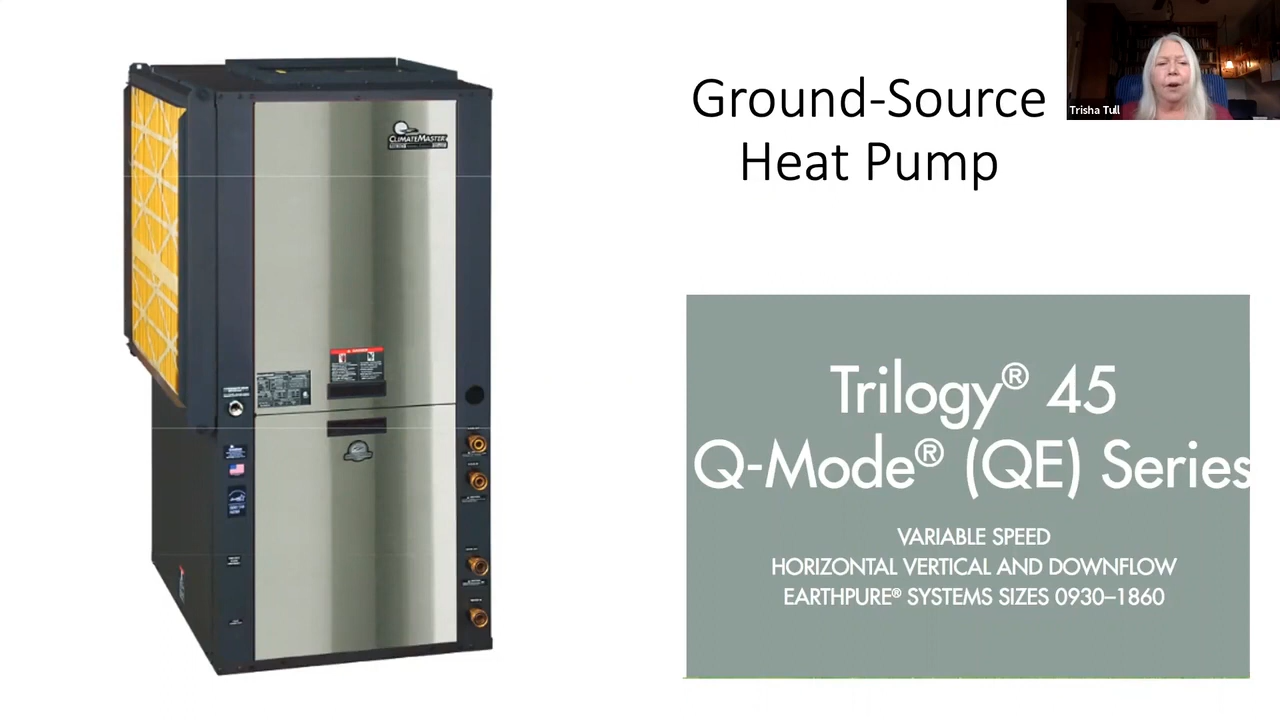 Ground-Source
Heat Pump
Trisha Tull
CLIMATEMASTER
Trilogy® 45
Q-Mode® (QE) Series
VARIABLE SPEED
HORIZONTAL VERTICAL AND DOWNFLOW
EARTHPURE® SYSTEMS SIZES 0930–1860